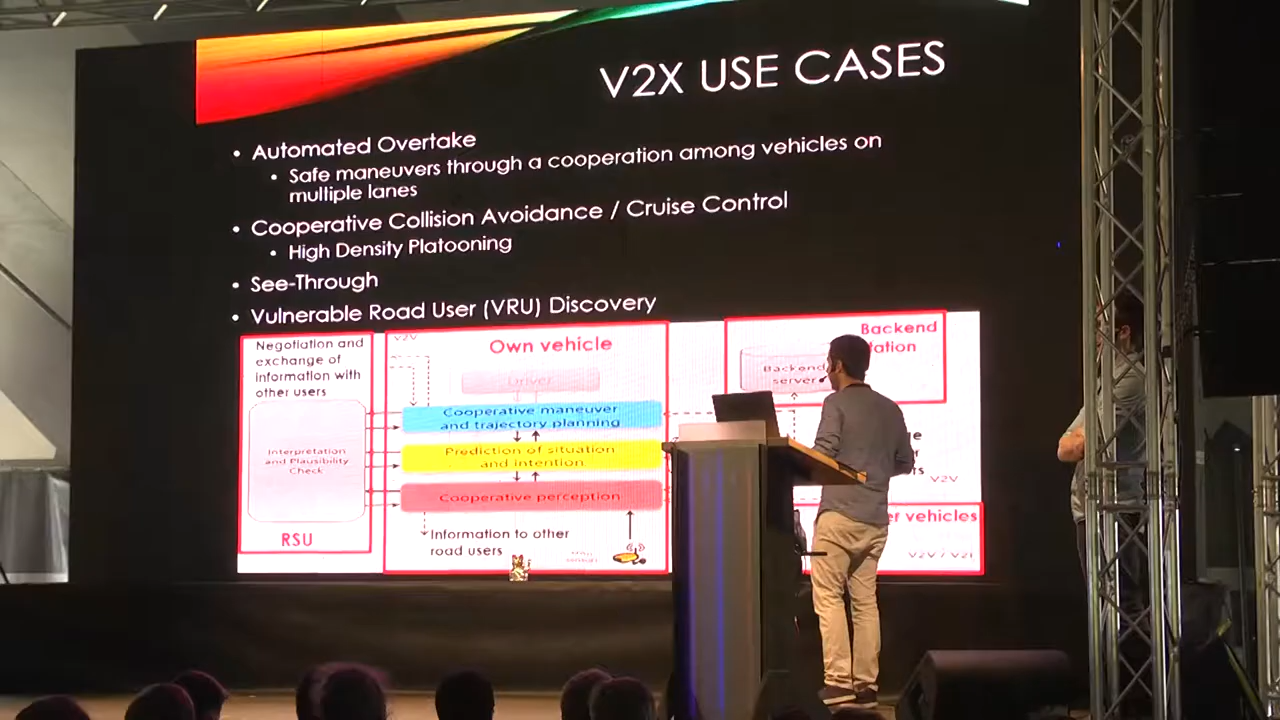 V2X USE CASES
• Automated Overtake
• Safe maneuvers through a cooperation among vehicles on
multiple lanes
• Cooperative Collision Avoidance / Cruise Control
• High Density Platooning
• See-Through
• Vulnerable Road User (VRU) Discovery
Negotiation and
exchange of
information with
other users
Interpretation
and Plausibility
Check
RSU
V2V
Own vehicle
Driver
Cooperative maneuver
and trajectory planning
Prediction of situation
and intention
Cooperative perception
Information to other
road users
Backend
Backend
server
V2V
vehicles
V2V / V2I